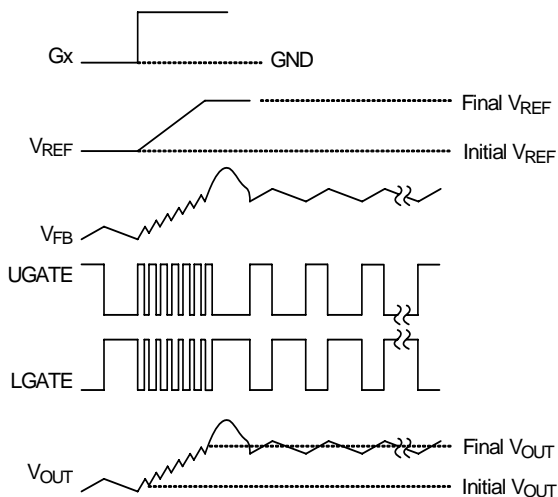 Gx
GND
Final VREF
VREF
Initial VREF
VFB
UGATE
LGATE
Final VOUT
VOUT
Initial VOUT